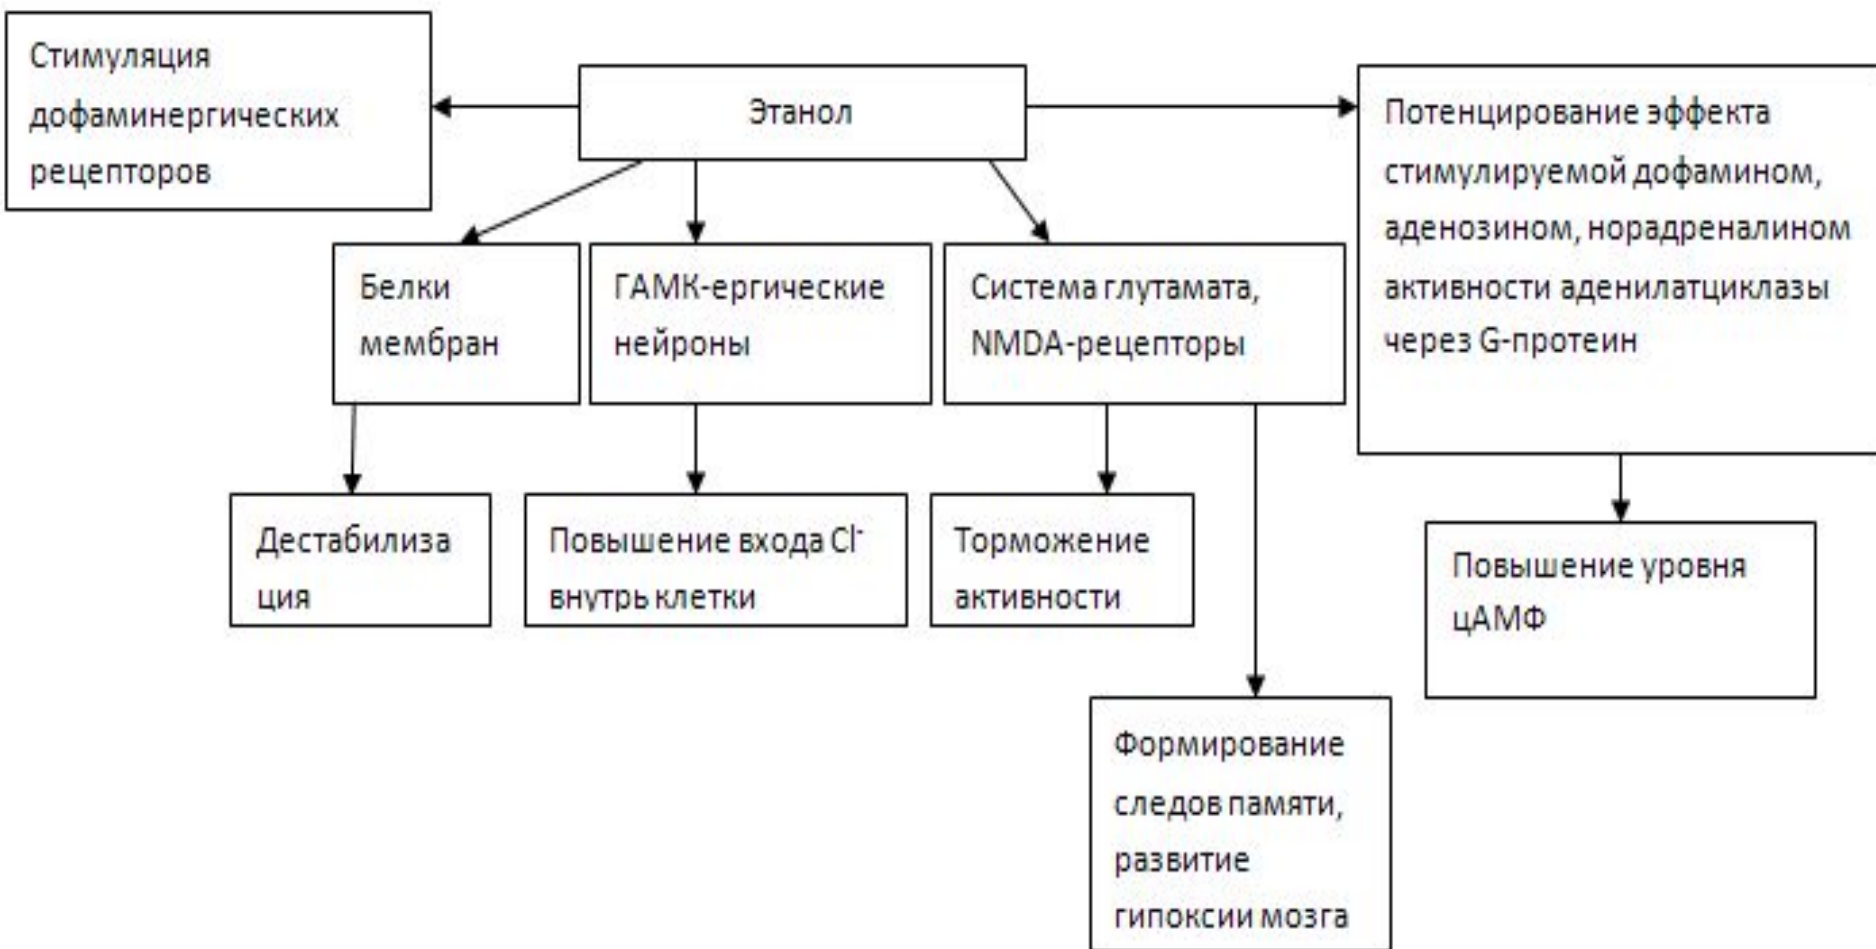 Стимуляция
дофаминергических
рецепторов
Этанол
Потенцирование эффекта
стимулируемой дофамином,
аденозином, норадреналином
активности аденилатциклазы
через G-протеин
Белки
мембран
ГАМК-ергические
нейроны
Система глутамата,
NMDA-рецепторы
Дестабилиза
ция
Повышение входа Cl⁻
внутрь клетки
Торможение
активности
Повышение уровня
цАМФ
Формирование
следов памяти,
развитие
гипоксии мозга